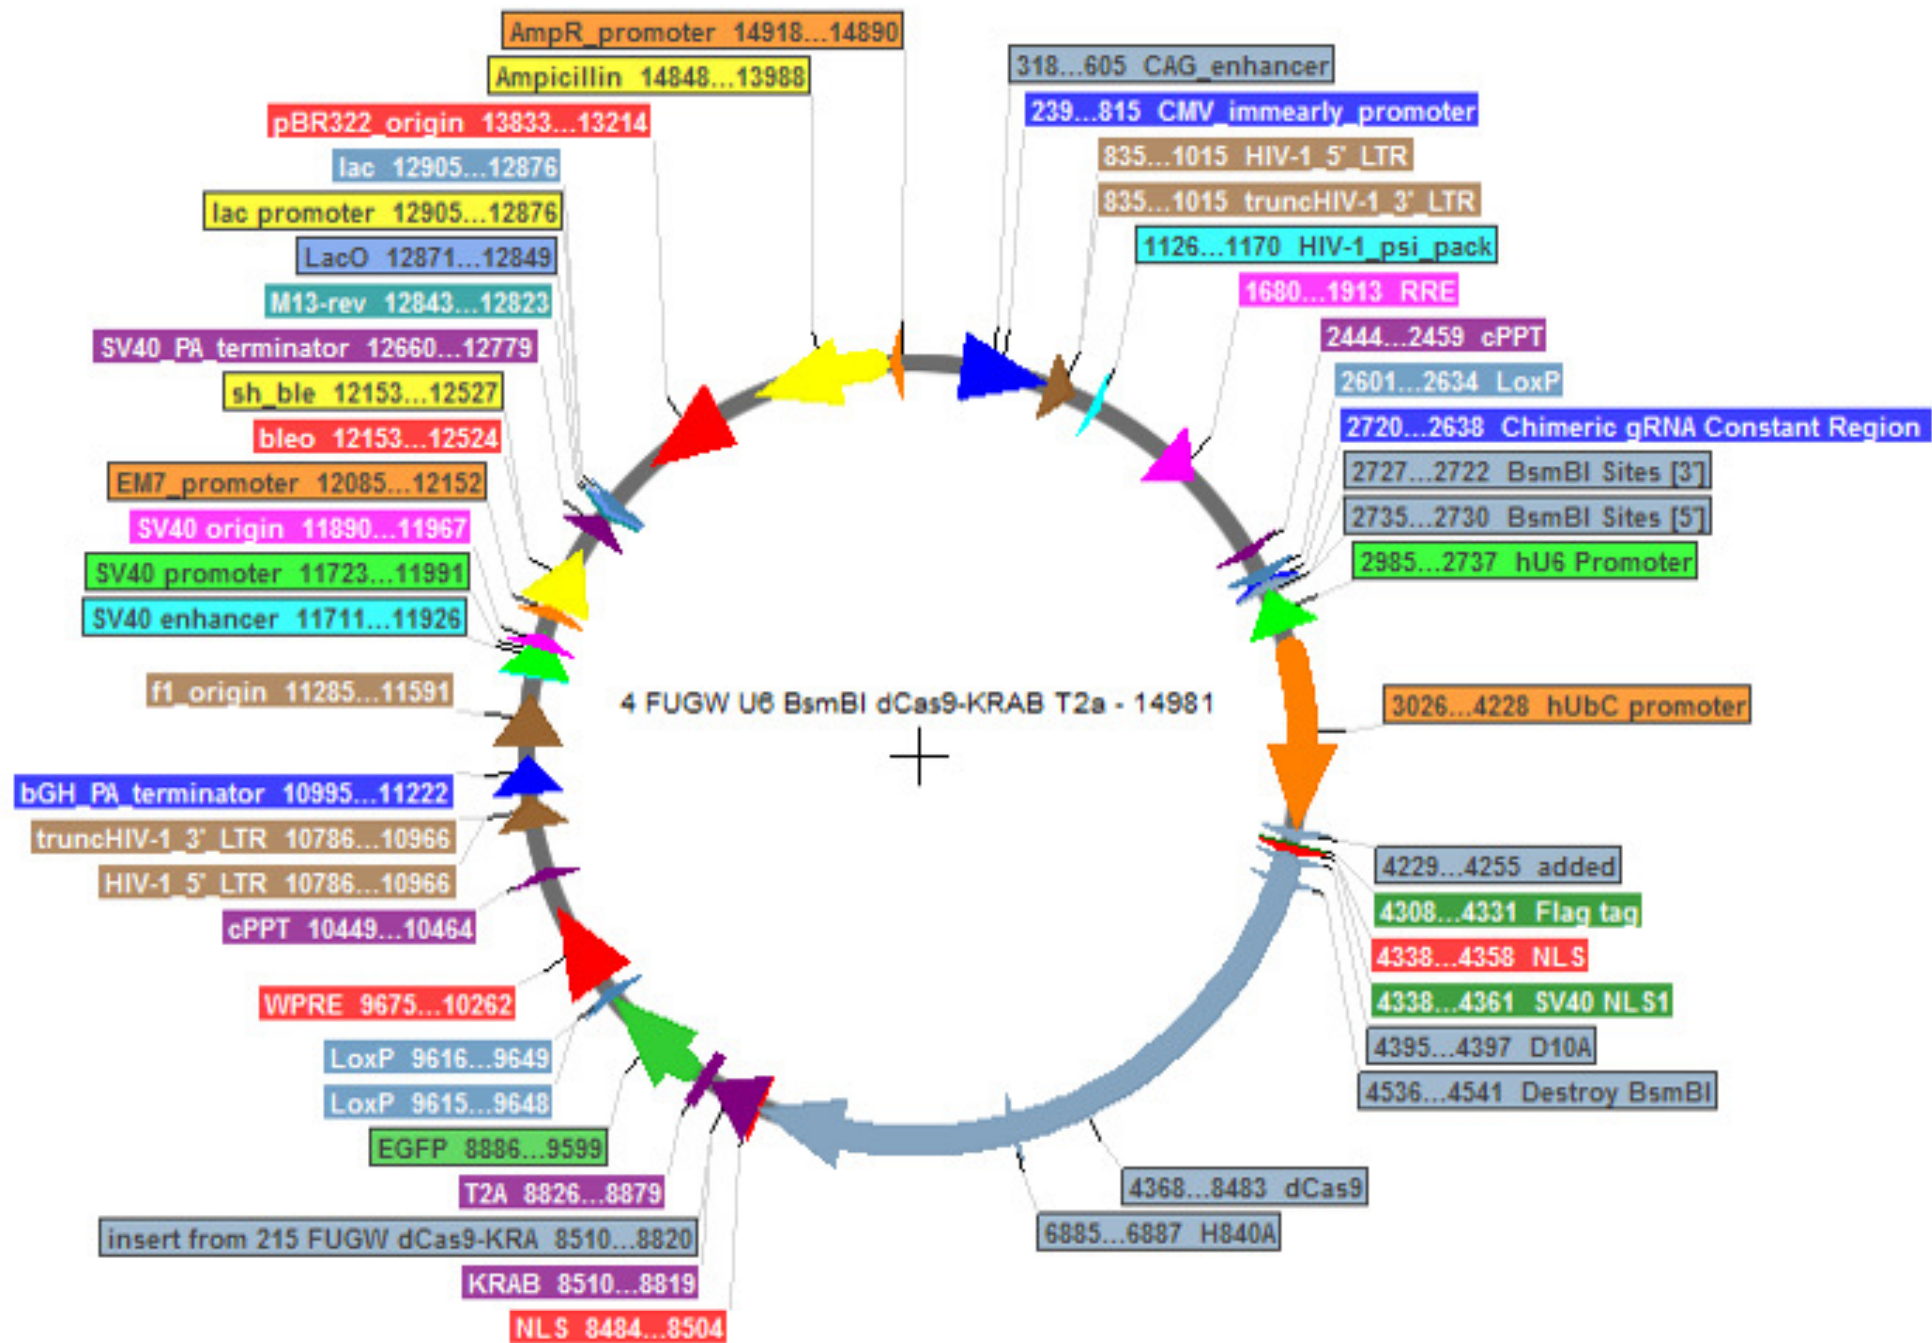 AmpR_promoter 14918...14890
Ampicillin 14848...13988
pBR322_origin 13833...13214
lac 12905...12876
lac promoter 12905...12876
LacO 12871...12849
M13-rev 12843...12823
SV40_PA_terminator 12660...12779
sh_ble 12153...12527
bleo 12153...12524
EM7_promoter 12085...12152
SV40 origin 11890...11967
SV40 promoter 11723...11991
SV40 enhancer 11711...11926
f1_origin 11285...11591
bGH_PA_terminator 10995...11222
truncHIV-1_3'_LTR 10786...10966
HIV-1_5'_LTR 10786...10966
cPPT 10449...10464
WPRE 9675...10262
LoxP 9616...9649
LoxP 9615...9648
EGFP 8886...9599
T2A 8826...8879
insert from 215 FUGW dCas9-KRA 8510...8820
KRAB 8510...8819
NLS 8484...8504
4 FUGW U6 BsmBI dCas9-KRAB T2a - 14981
318...605 CAG_enhancer
239...815 CMV_immearly_promoter
835...1015 HIV-1_5'_LTR
835...1015 truncHIV-1_3'_LTR
1126...1170 HIV-1_psi_pack
1680...1913 RRE
2444...2459 cPPT
2601...2634 LoxP
2720...2638 Chimeric gRNA Constant Region
2727...2722 BsmBI Sites [3']
2735...2730 BsmBI Sites [5']
2985...2737 hU6 Promoter
3026...4228 hUbC promoter
4229...4255 added
4308...4331 Flag tag
4338...4358 NLS
4338...4361 SV40 NLS1
4395...4397 D10A
4536...4541 Destroy BsmBI
4368...8483 dCas9
6885...6887 H840A